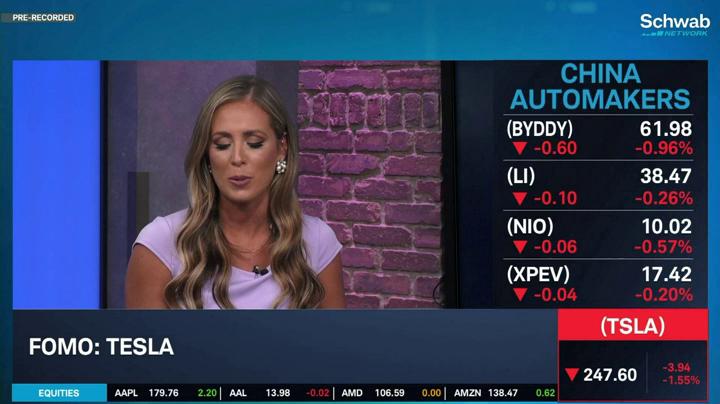 PRE-RECORDED
Schwab
NETWORK
CHINA
AUTOMAKERS
(BYDDY) 61.98
▼ -0.60 -0.96%
(LI) 38.47
▼ -0.10 -0.26%
(NIO) 10.02
▼ -0.06 -0.57%
(XPEV) 17.42
▼ -0.04 -0.20%
FOMO: TESLA
(TSLA)
▼ 247.60 -3.94
-1.55%
EQUITIES AAPL 179.76 2.20 AAL 13.98 -0.02 AMD 106.59 0.00 AMZN 138.47 0.62